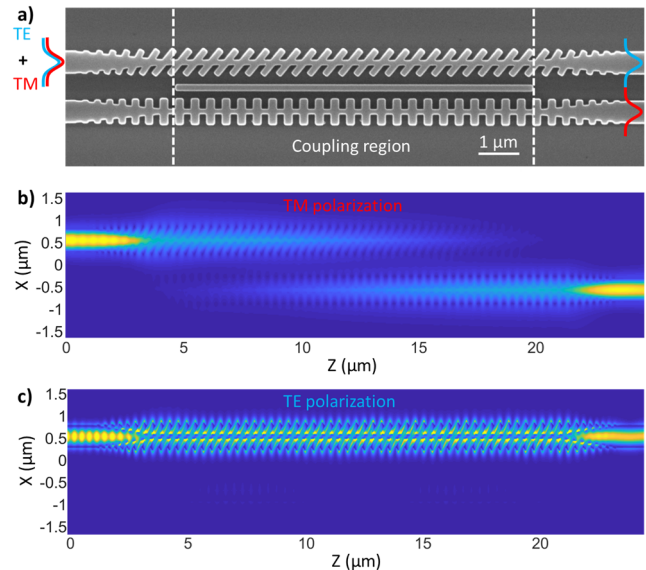 a)
TE
+
TM
Coupling region
1 µm
b)
TM polarization
X (µm)
1.5
1
0.5
0
-0.5
-1
-1.5
0 5 10 15 20
Z (µm)
c)
TE polarization
X (µm)
1.5
1
0.5
0
-0.5
-1
-1.5
0 5 10 15 20
Z (µm)